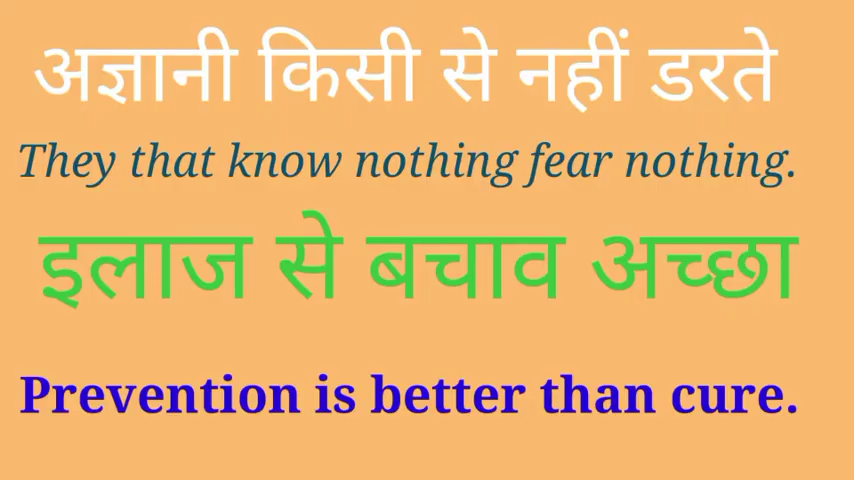 अज्ञानी किसी से नहीं डरते
They that know nothing fear nothing.
इलाज से बचाव अच्छा
Prevention is better than cure.